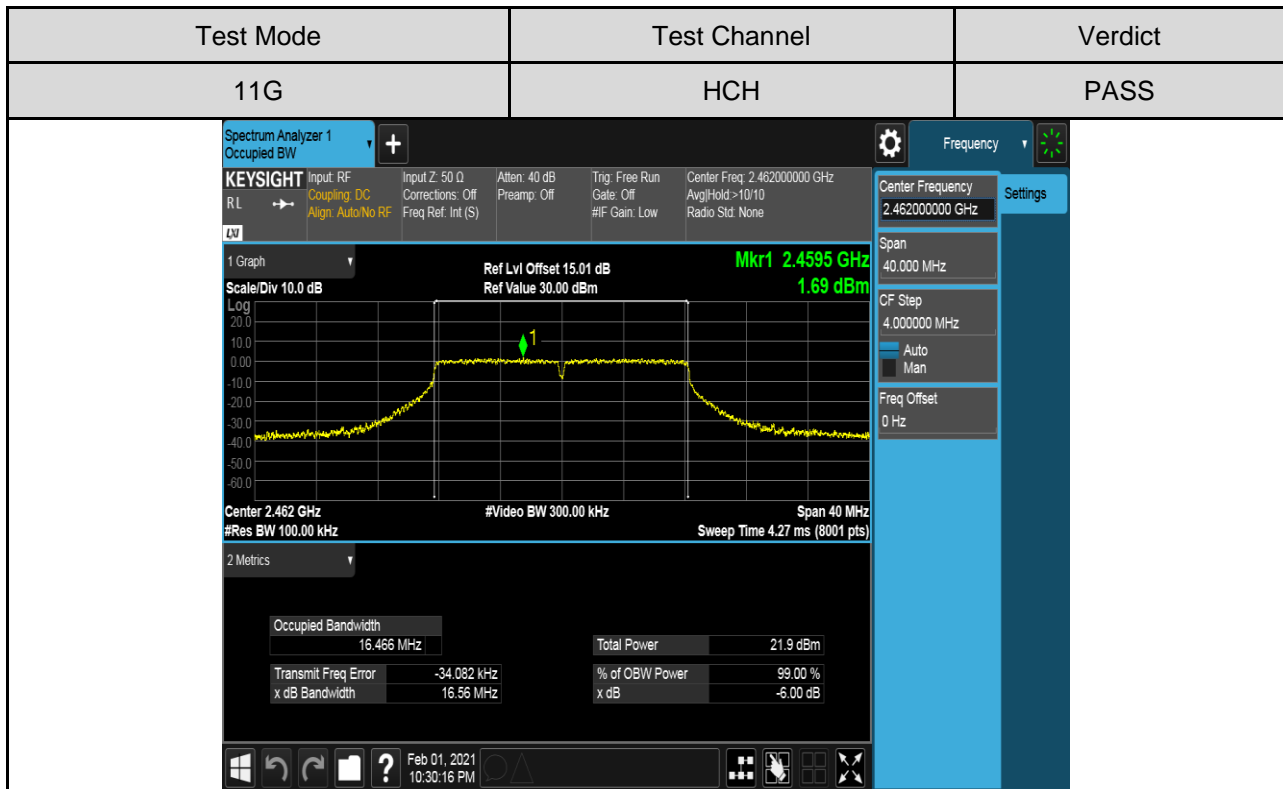 Test Mode Test Channel Verdict
11G HCH PASS
Spectrum Analyzer 1
Occupied BW
+
Frequency
KEYSIGHT Input: RF Input Z: 50 Ω Atten: 40 dB Trig: Free Run Center Freq: 2.462000000 GHz
RL Coupling: DC Corrections: Off Preamp: Off Gate: Off Avg|Hold:>10/10
Align: Auto/No RF Freq Ref: Int (S) #IF Gain: Low Radio Std: None
LXI
Center Frequency
2.462000000 GHz
Settings
Span
40.000 MHz
CF Step
4.000000 MHz
Auto
Man
Freq Offset
0 Hz
1 Graph Ref Lvl Offset 15.01 dB Mkr1 2.4595 GHz
Scale/Div 10.0 dB Ref Value 30.00 dBm 1.69 dBm
Log
20.0
10.0
1
0.00
-10.0
-20.0
-30.0
-40.0
-50.0
-60.0
Center 2.462 GHz #Video BW 300.00 kHz Span 40 MHz
#Res BW 100.00 kHz Sweep Time 4.27 ms (8001 pts)
2 Metrics
Occupied Bandwidth
16.466 MHz Total Power 21.9 dBm
Transmit Freq Error -34.082 kHz % of OBW Power 99.00 %
x dB Bandwidth 16.56 MHz x dB -6.00 dB
? Feb 01, 2021
10:30:16 PM